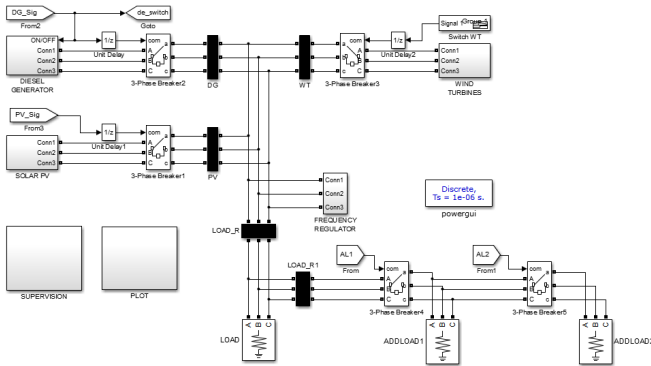 DG_Sig
From2
de_switch
Goto
ON/OFF
Conn1
Conn2
Conn3
DIESEL
GENERATOR
1/z
Unit Delay
com
A
B
C
a
b
c
3-Phase Breaker2
DG
WT
a
b
c
com
A
B
C
3-Phase Breaker3
1/z
Unit Delay2
Signal 1
Group 1
Switch WT
Conn1
Conn2
Conn3
WIND
TURBINES
PV_Sig
From3
1/z
Unit Delay1
Conn1
Conn2
Conn3
SOLAR PV
com
A
B
C
a
b
c
3-Phase Breaker1
PV
Conn1
Conn2
Conn3
FREQUENCY
REGULATOR
Discrete,
Ts = 1e-06 s.
powergui
SUPERVISION
PLOT
LOAD_R
LOAD_R1
A B C
LOAD
AL1
From
com
A
B
C
a
b
c
3-Phase Breaker4
A B C
ADDLOAD1
AL2
From1
com
A
B
C
a
b
c
3-Phase Breaker5
A B C